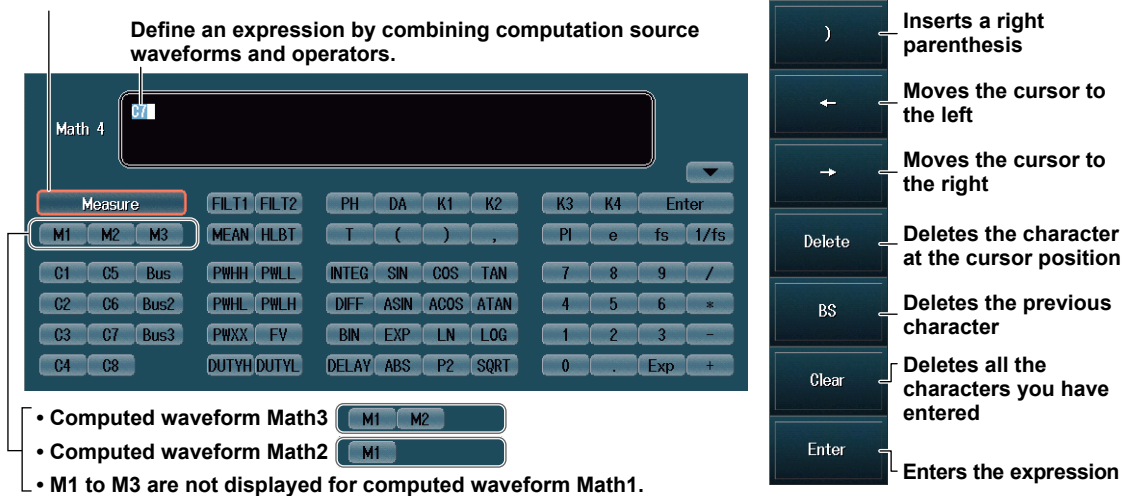 Define an expression by combining computation source
waveforms and operators.
Math 4
C7
Measure FILT1 FILT2 PH DA K1 K2 K3 K4 Enter
M1 M2 M3 MEAN HLBT T ( ) , PI e fs 1/fs
C1 C5 Bus PWHH PWLL INTEG SIN COS TAN 7 8 9 /
C2 C6 Bus2 PWHL PWLH DIFF ASIN ACOS ATAN 4 5 6 *
C3 C7 Bus3 PWXX FV BIN EXP LN LOG 1 2 3 -
C4 C8 DUTYH DUTYL DELAY ABS P2 SQRT 0 . Exp +
• Computed waveform Math3 M1 M2
• Computed waveform Math2 M1
• M1 to M3 are not displayed for computed waveform Math1.
)
Inserts a right
parenthesis
←
Moves the cursor to
the left
→
Moves the cursor to
the right
Delete
Deletes the character
at the cursor position
BS
Deletes the previous
character
Clear
Deletes all the
characters you have
entered
Enter
Enters the expression